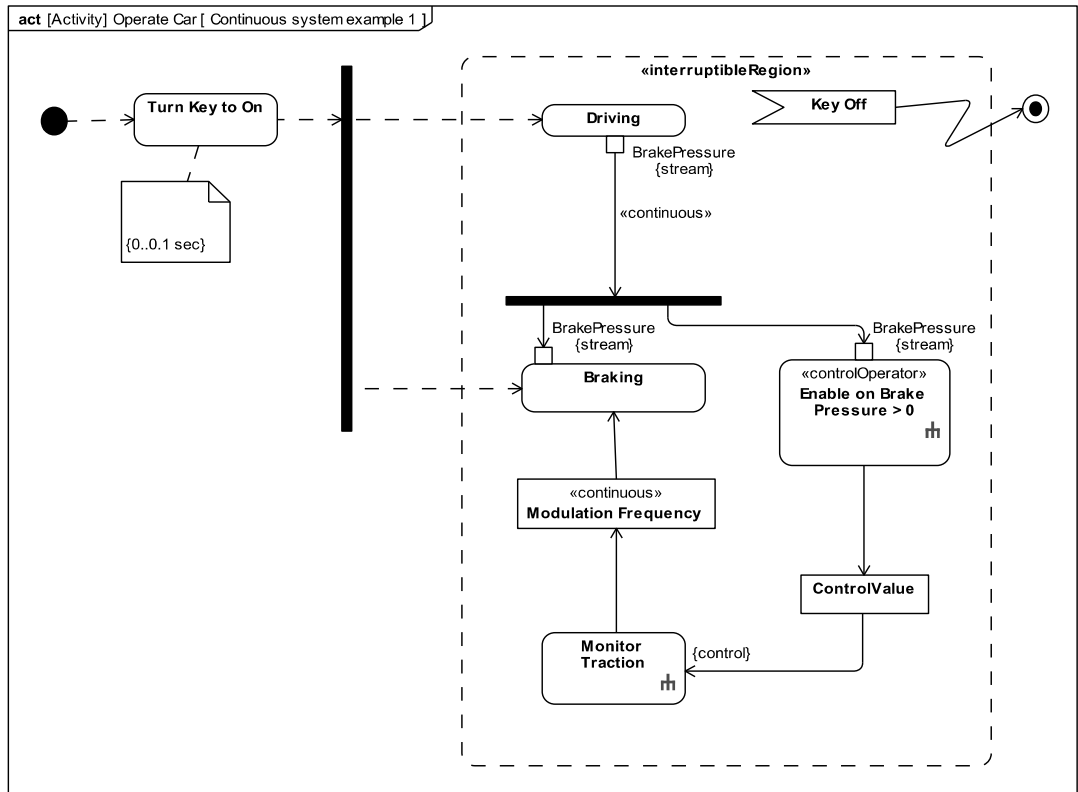 act [Activity] Operate Car [ Continuous system example 1 ]
«interruptibleRegion»
Turn Key to On
Driving
Key Off
BrakePressure
{stream}
{0..0.1 sec}
«continuous»
BrakePressure
{stream}
BrakePressure
{stream}
Braking
«controlOperator»
Enable on Brake
Pressure > 0
«continuous»
Modulation Frequency
ControlValue
Monitor
Traction
{control}